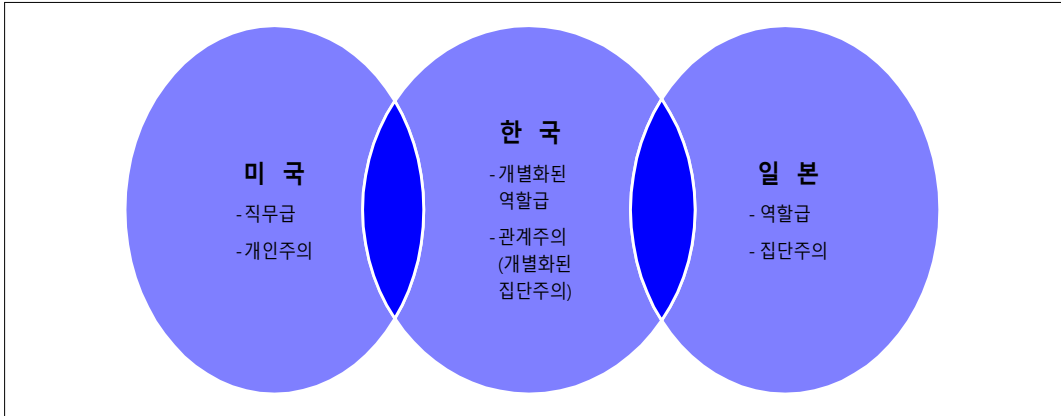 미 국
-직무급
-개인주의
한 국
-개별화된
역할급
-관계주의
(개별화된
집단주의)
일 본
- 역할급
- 집단주의